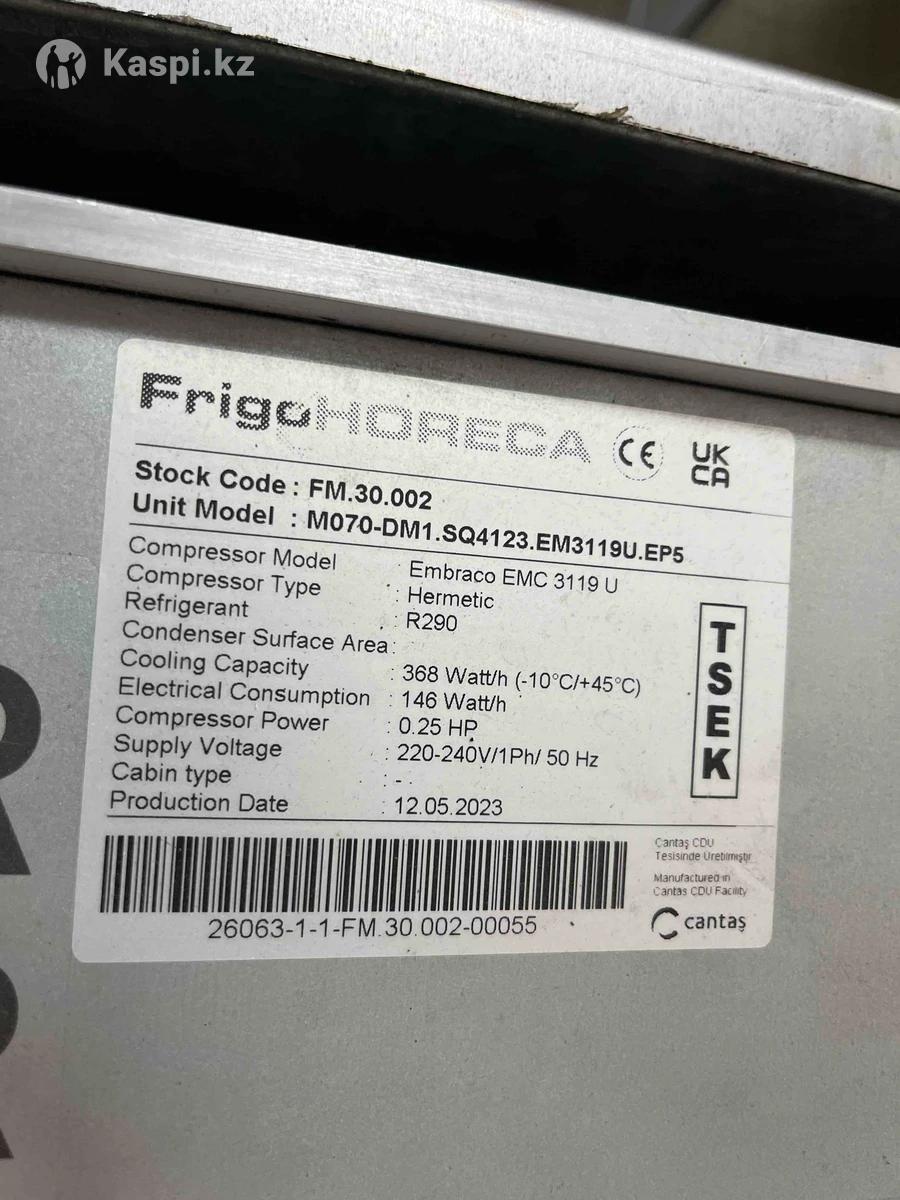 Kaspi.kz
FrigoHORECA CE UK CA
Stock Code : FM.30.002
Unit Model : M070-DM1.SQ4123.EM3119U.EP5
Compressor Model : Embraco EMC 3119 U
Compressor Type : Hermetic
Refrigerant : R290
Condenser Surface Area :
Cooling Capacity : 368 Watt/h (-10°C/+45°C)
Electrical Consumption : 146 Watt/h
Compressor Power : 0.25 HP
Supply Voltage : 220-240V/1Ph/ 50 Hz
Cabin type : -
Production Date : 12.05.2023
TSEK
26063-1-1-FM.30.002-00055
Cantaş CDU
Tesisinde Üretilmiştir
Manufactured in
Cantas CDU Facility
cantaş